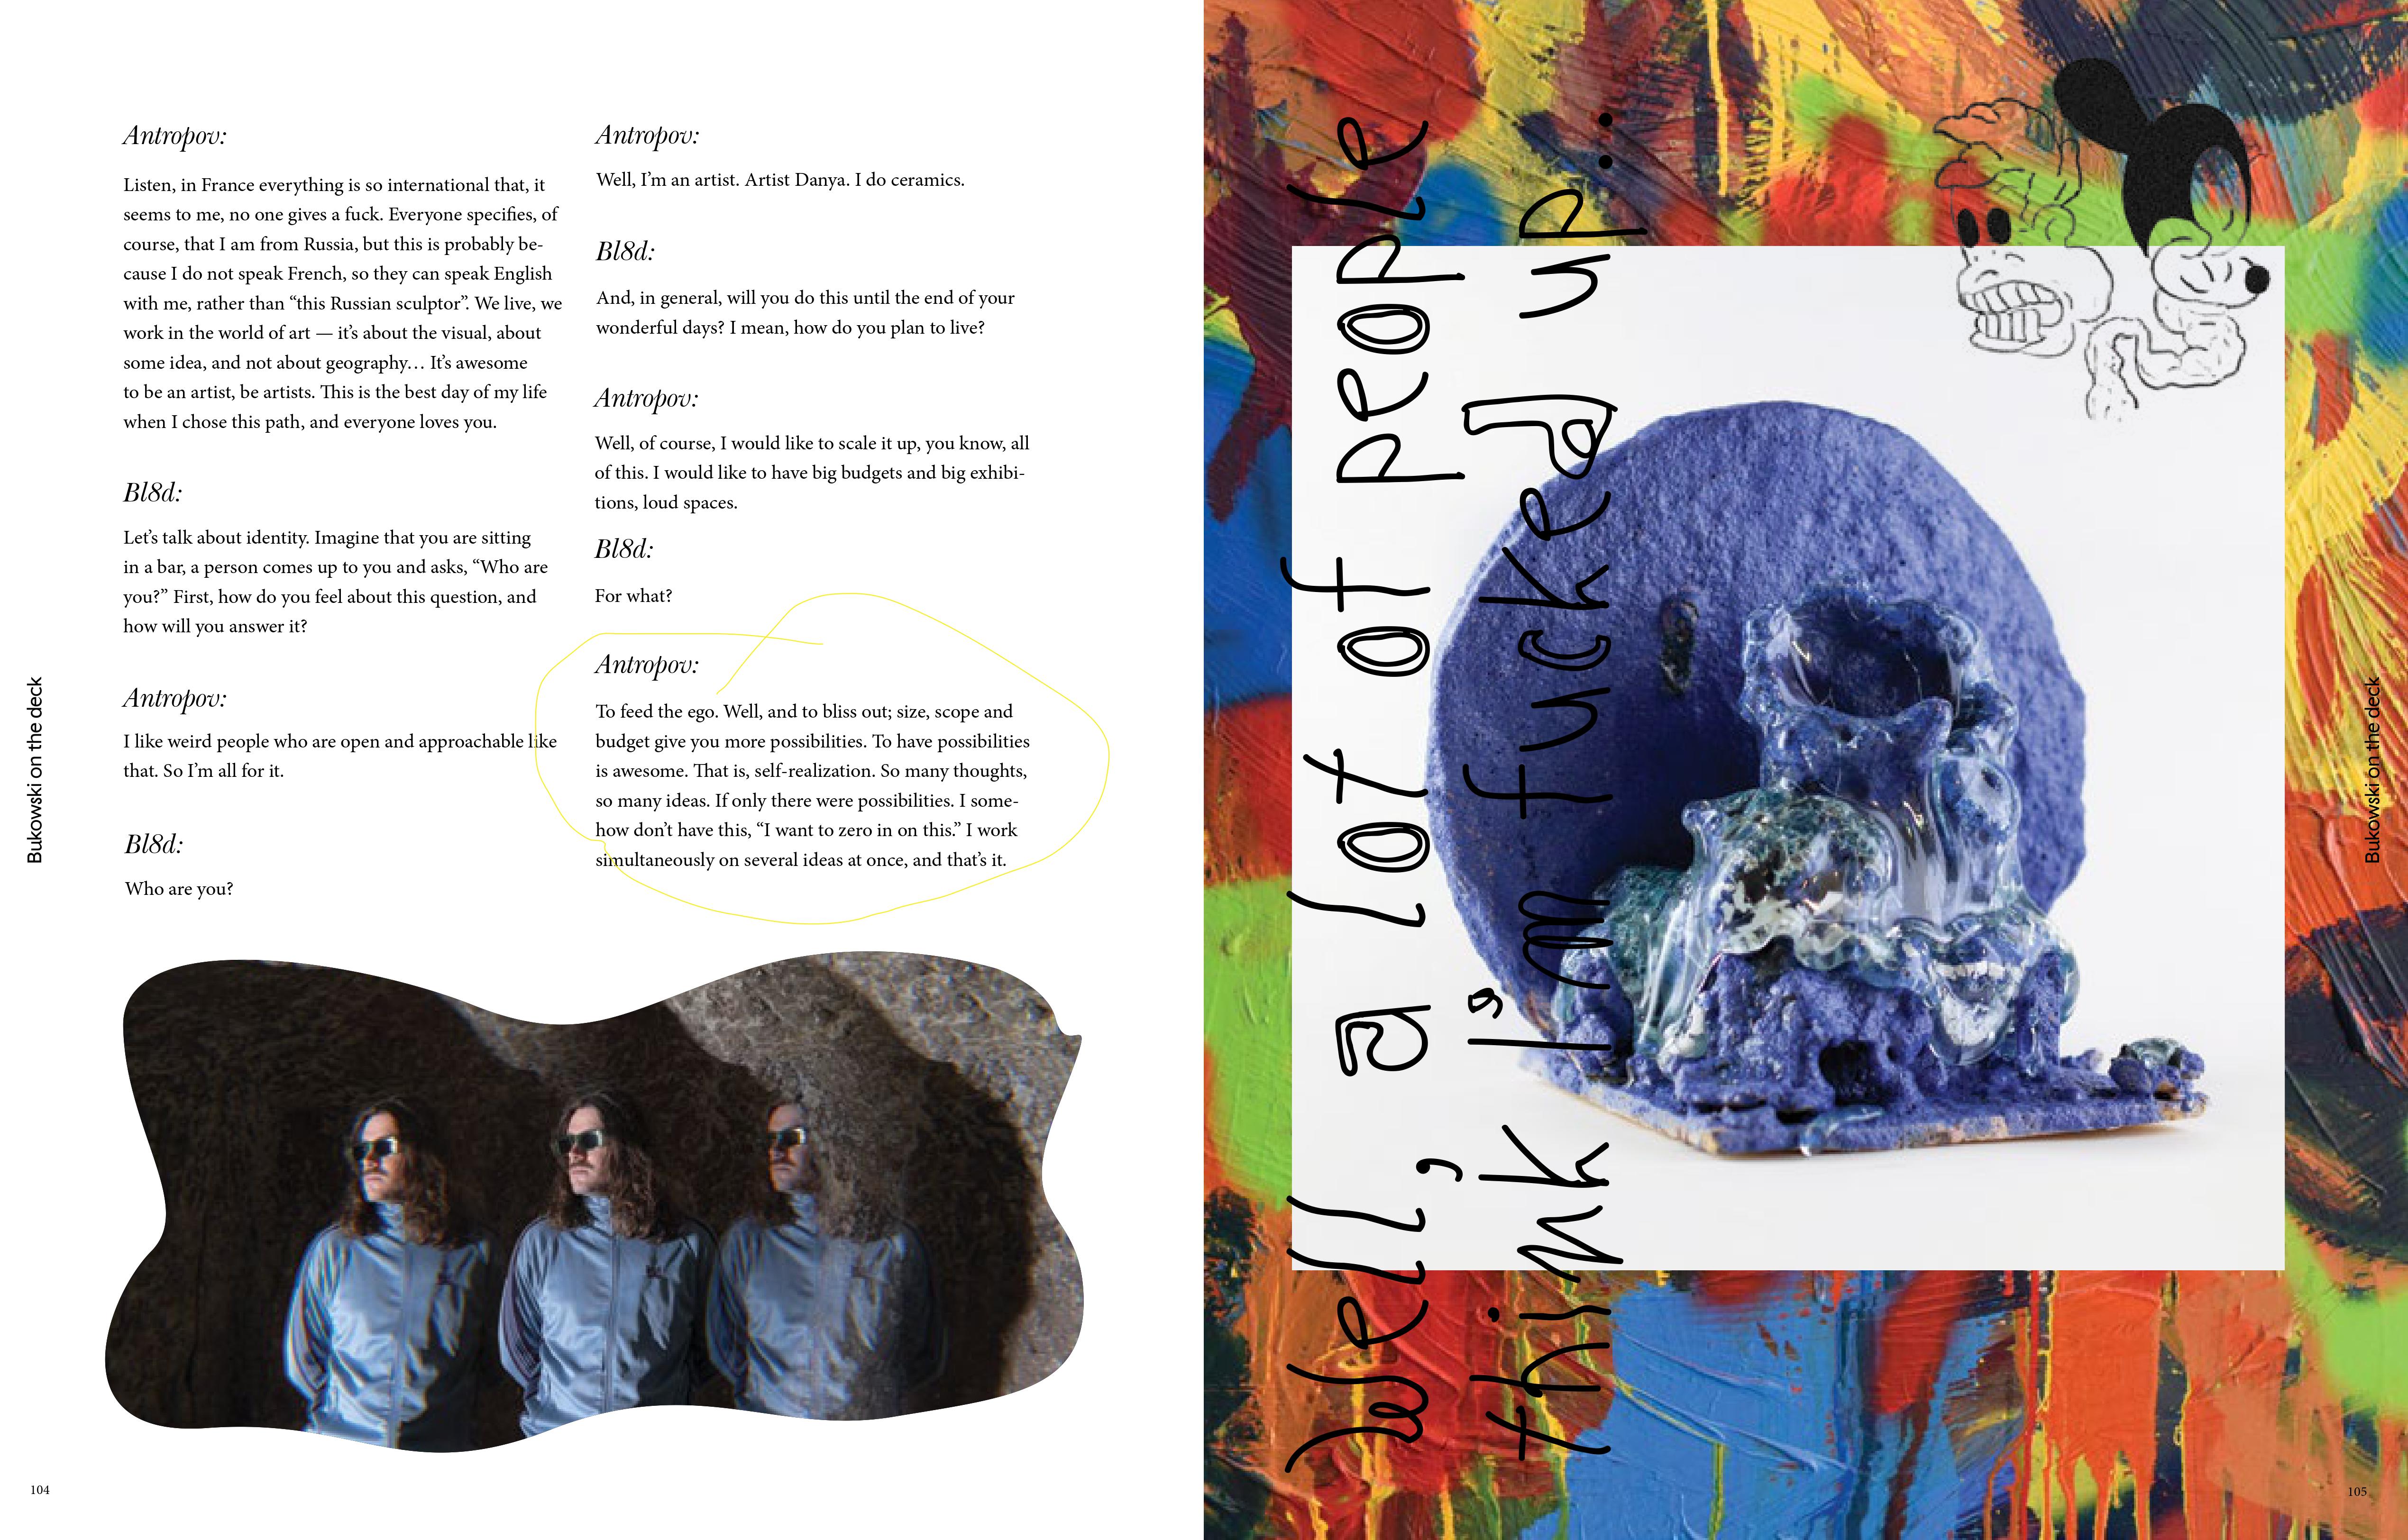 Antropov:
Listen, in France everything is so international that, it
seems to me, no one gives a fuck. Everyone specifies, of
course, that I am from Russia, but this is probably be-
cause I do not speak French, so they can speak English
with me, rather than “this Russian sculptor”. We live, we
work in the world of art — it’s about the visual, about
some idea, and not about geography… It’s awesome
to be an artist, be artists. This is the best day of my life
when I chose this path, and everyone loves you.
Bl8d:
Let’s talk about identity. Imagine that you are sitting
in a bar, a person comes up to you and asks, “Who are
you?” First, how do you feel about this question, and
how will you answer it?
Antropov:
I like weird people who are open and approachable like
that. So I’m all for it.
Bl8d:
Who are you?
Antropov:
Well, I’m an artist. Artist Danya. I do ceramics.
Bl8d:
And, in general, will you do this until the end of your
wonderful days? I mean, how do you plan to live?
Antropov:
Well, of course, I would like to scale it up, you know, all
of this. I would like to have big budgets and big exhibi-
tions, loud spaces.
Bl8d:
For what?
Antropov:
To feed the ego. Well, and to bliss out; size, scope and
budget give you more possibilities. To have possibilities
is awesome. That is, self-realization. So many thoughts,
so many ideas. If only there were possibilities. I some-
how don’t have this, “I want to zero in on this.” I work
simultaneously on several ideas at once, and that’s it.
Bukowski on the deck
104
Well, a lot of people
think I’m fucked up..
Bukowski on the deck
105